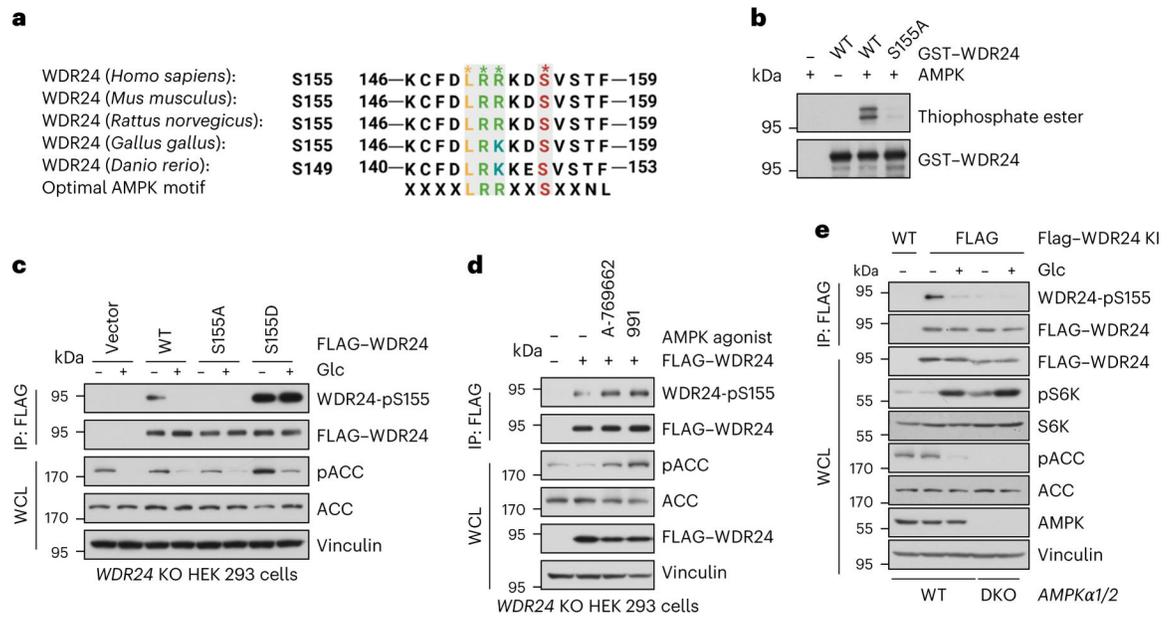 a
WDR24 (Homo sapiens): S155 146—K C F D L R R K D S V S T F—159
WDR24 (Mus musculus): S155 146—K C F D L R R K D S V S T F—159
WDR24 (Rattus norvegicus): S155 146—K C F D L R R K D S V S T F—159
WDR24 (Gallus gallus): S155 146—K C F D L R K K D S V S T F—159
WDR24 (Danio rerio): S149 140—K C F D L R K K E S V S T F—153
Optimal AMPK motif X X X X L R R X X S X X N L
* * * *
b
– WT WT S155A GST–WDR24
kDa + – + + AMPK
95 Thiophosphate ester
95 GST–WDR24
c
Vector WT S155A S155D FLAG–WDR24
kDa – + – + – + – + Glc
IP: FLAG
95 WDR24-pS155
95 FLAG–WDR24
WCL
170 pACC
170 ACC
95 Vinculin
WDR24 KO HEK 293 cells
d
– – A-769662 991 AMPK agonist
kDa – + + + FLAG–WDR24
IP: FLAG
95 WDR24-pS155
95 FLAG–WDR24
WCL
170 pACC
170 ACC
95 FLAG–WDR24
95 Vinculin
WDR24 KO HEK 293 cells
e
WT FLAG Flag–WDR24 KI
kDa – – + – + Glc
IP: FLAG
95 WDR24-pS155
95 FLAG–WDR24
WCL
95 FLAG–WDR24
55 pS6K
55 S6K
170 pACC
170 ACC
55 AMPK
95 Vinculin
WT DKO AMPKα1/2